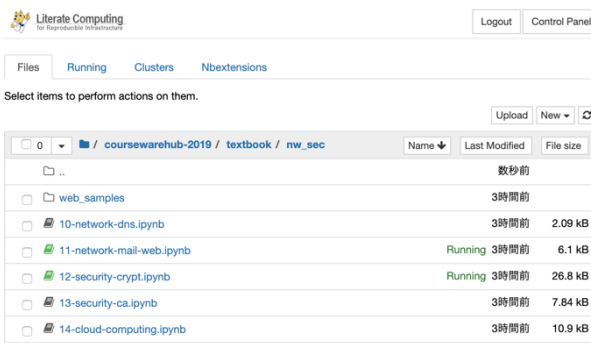 Literate Computing
for Reproducible Infrastructure
Logout
Control Panel
Files
Running
Clusters
Nbextensions
Select items to perform actions on them.
Upload
New
0
/ coursewarehub-2019 / textbook / nw_sec
Name
Last Modified
File size
..
数秒前
web_samples
3時間前
10-network-dns.ipynb
3時間前
2.09 kB
11-network-mail-web.ipynb
Running 3時間前
6.1 kB
12-security-crypt.ipynb
Running 3時間前
26.8 kB
13-security-ca.ipynb
3時間前
7.84 kB
14-cloud-computing.ipynb
3時間前
10.9 kB